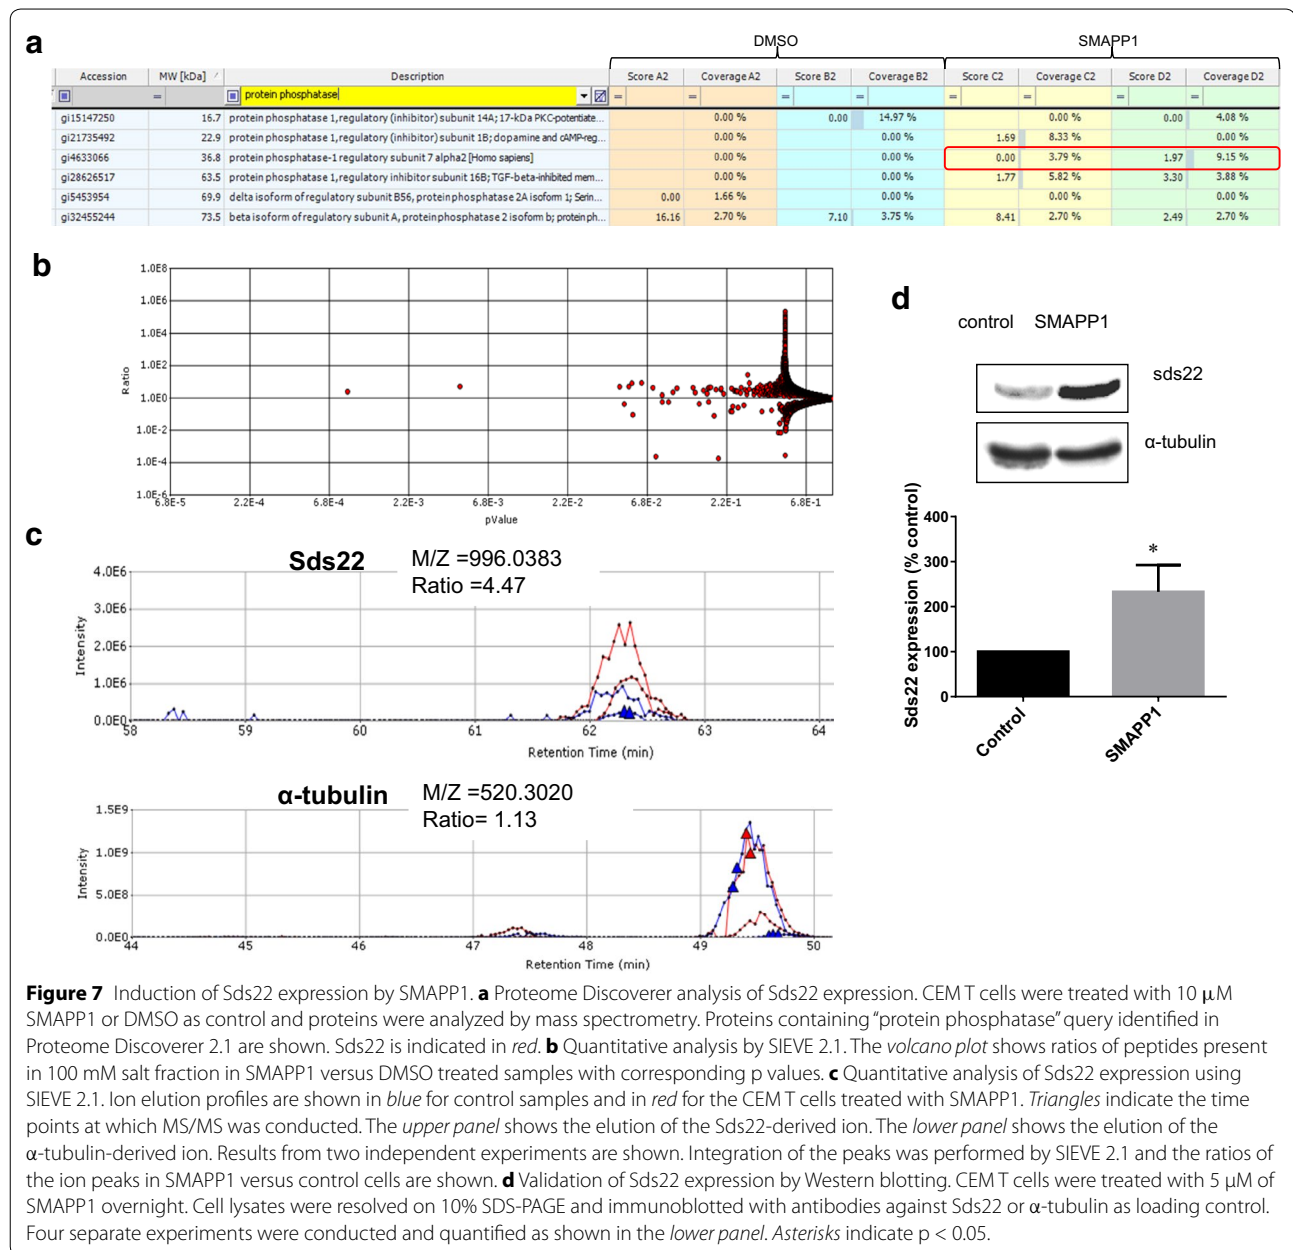 a
DMSO SMAPP1
Accession MW [kDa] Description Score A2 Coverage A2 Score B2 Coverage B2 Score C2 Coverage C2 Score D2 Coverage D2
= protein phosphatase = = = = = = = =
gi15147250 16.7 protein phosphatase 1, regulatory (inhibitor) subunit 14A; 17-kDa PKC-potentiate... 0.00 % 0.00 14.97 % 0.00 % 0.00 4.08 %
gi21735492 22.9 protein phosphatase 1, regulatory (inhibitor) subunit 1B; dopamine and cAMP-reg... 0.00 % 0.00 % 1.69 8.33 % 0.00 %
gi4633066 36.8 protein phosphatase-1 regulatory subunit 7 alpha2 [Homo sapiens] 0.00 % 0.00 % 0.00 3.79 % 1.97 9.15 %
gi28626517 63.5 protein phosphatase 1, regulatory inhibitor subunit 16B; TGF-beta-inhibited mem... 0.00 % 0.00 % 1.77 5.82 % 3.30 3.88 %
gi5453954 69.9 delta isoform of regulatory subunit B56, protein phosphatase 2A isoform 1; Serin... 0.00 1.66 % 0.00 % 0.00 % 0.00 %
gi32455244 73.5 beta isoform of regulatory subunit A, protein phosphatase 2 isoform b; protein ph... 16.16 2.70 % 7.10 3.75 % 8.41 2.70 % 2.49 2.70 %
b
1.0E8
1.0E6
1.0E4
1.0E2
1.0E0
1.0E-2
1.0E-4
1.0E-6
Ratio
6.8E-5 2.2E-4 6.8E-4 2.2E-3 6.8E-3 2.2E-2 6.8E-2 2.2E-1 6.8E-1
pValue
c
Sds22 M/Z =996.0383
Ratio =4.47
4.0E6
3.0E6
2.0E6
1.0E6
0.0E0
Intensity
58 59 60 61 62 63 64
Retention Time (min)
α-tubulin M/Z =520.3020
Ratio= 1.13
1.5E9
1.0E9
5.0E8
0.0E0
Intensity
44 45 46 47 48 49 50
Retention Time (min)
d
control SMAPP1
sds22
α-tubulin
400
300
200
100
0
Sds22 expression (% control)
*
Control SMAPP1
Figure 7 Induction of Sds22 expression by SMAPP1. a Proteome Discoverer analysis of Sds22 expression. CEM T cells were treated with 10 μM
SMAPP1 or DMSO as control and proteins were analyzed by mass spectrometry. Proteins containing “protein phosphatase” query identified in
Proteome Discoverer 2.1 are shown. Sds22 is indicated in red. b Quantitative analysis by SIEVE 2.1. The volcano plot shows ratios of peptides present
in 100 mM salt fraction in SMAPP1 versus DMSO treated samples with corresponding p values. c Quantitative analysis of Sds22 expression using
SIEVE 2.1. Ion elution profiles are shown in blue for control samples and in red for the CEM T cells treated with SMAPP1. Triangles indicate the time
points at which MS/MS was conducted. The upper panel shows the elution of the Sds22-derived ion. The lower panel shows the elution of the
α-tubulin-derived ion. Results from two independent experiments are shown. Integration of the peaks was performed by SIEVE 2.1 and the ratios of
the ion peaks in SMAPP1 versus control cells are shown. d Validation of Sds22 expression by Western blotting. CEM T cells were treated with 5 μM of
SMAPP1 overnight. Cell lysates were resolved on 10% SDS-PAGE and immunoblotted with antibodies against Sds22 or α-tubulin as loading control.
Four separate experiments were conducted and quantified as shown in the lower panel. Asterisks indicate p < 0.05.